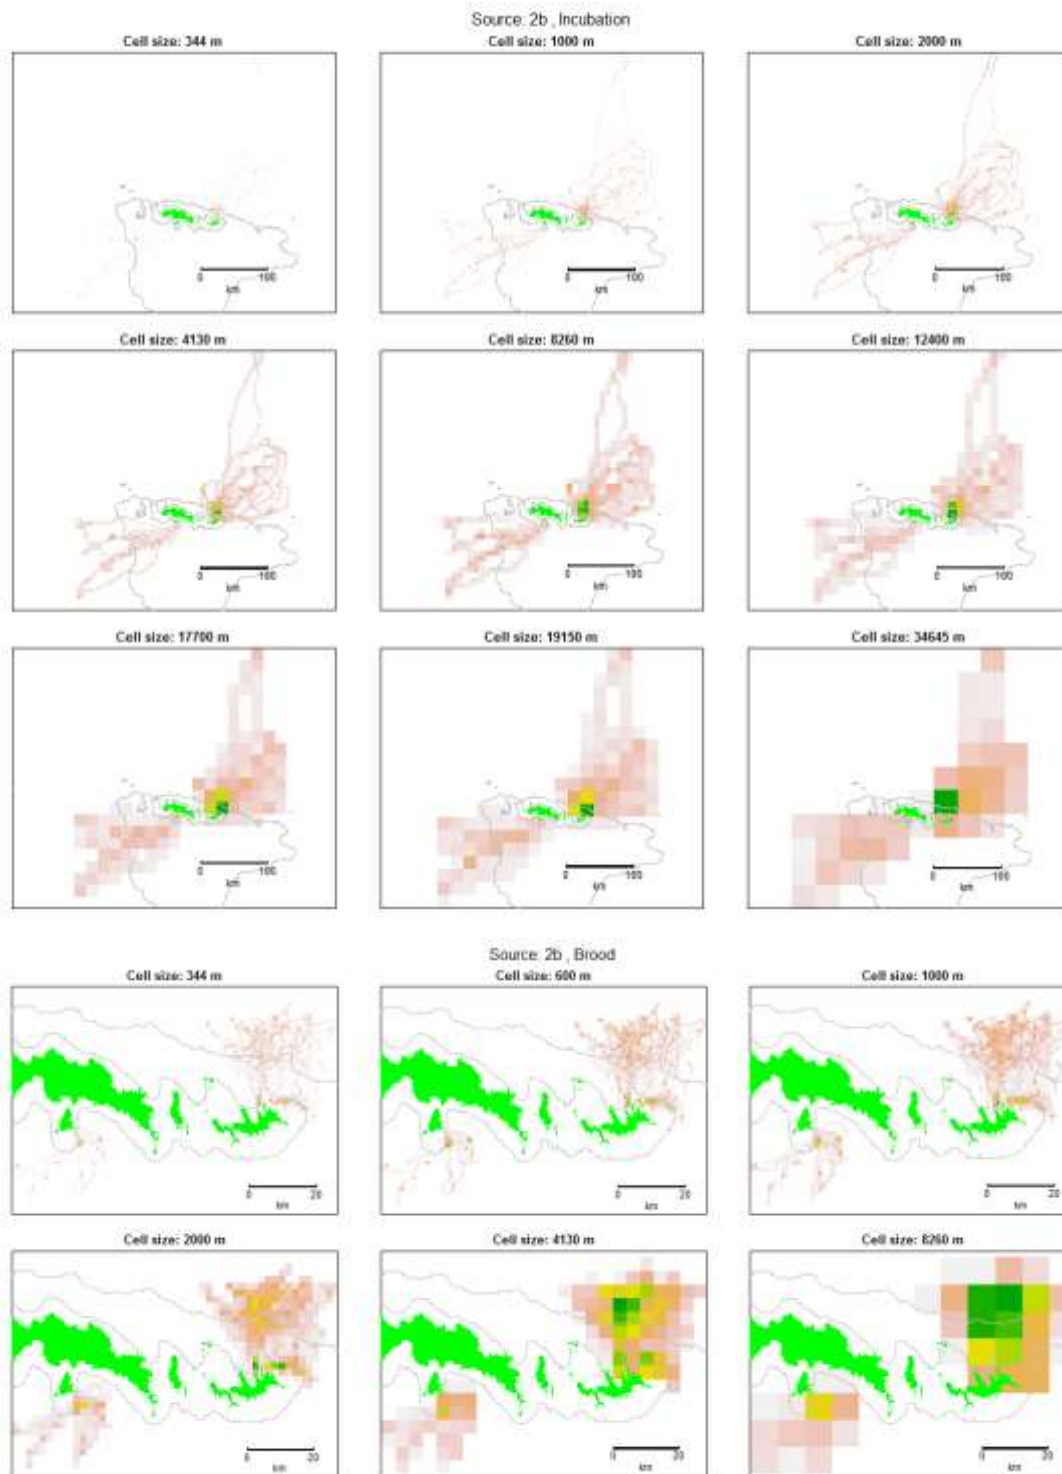 Source: 2b , Incubation
Cell size: 344 m
Cell size: 1000 m
Cell size: 2000 m
0 100
km
0 100
km
0 100
km
Cell size: 4130 m
Cell size: 8260 m
Cell size: 12400 m
0 100
km
0 100
km
0 100
km
Cell size: 17700 m
Cell size: 19150 m
Cell size: 34645 m
0 100
km
0 100
km
0 100
km
Source: 2b , Brood
Cell size: 344 m
Cell size: 600 m
Cell size: 1000 m
0 20
km
0 20
km
0 20
km
Cell size: 2000 m
Cell size: 4130 m
Cell size: 8260 m
0 20
km
0 20
km
0 20
km